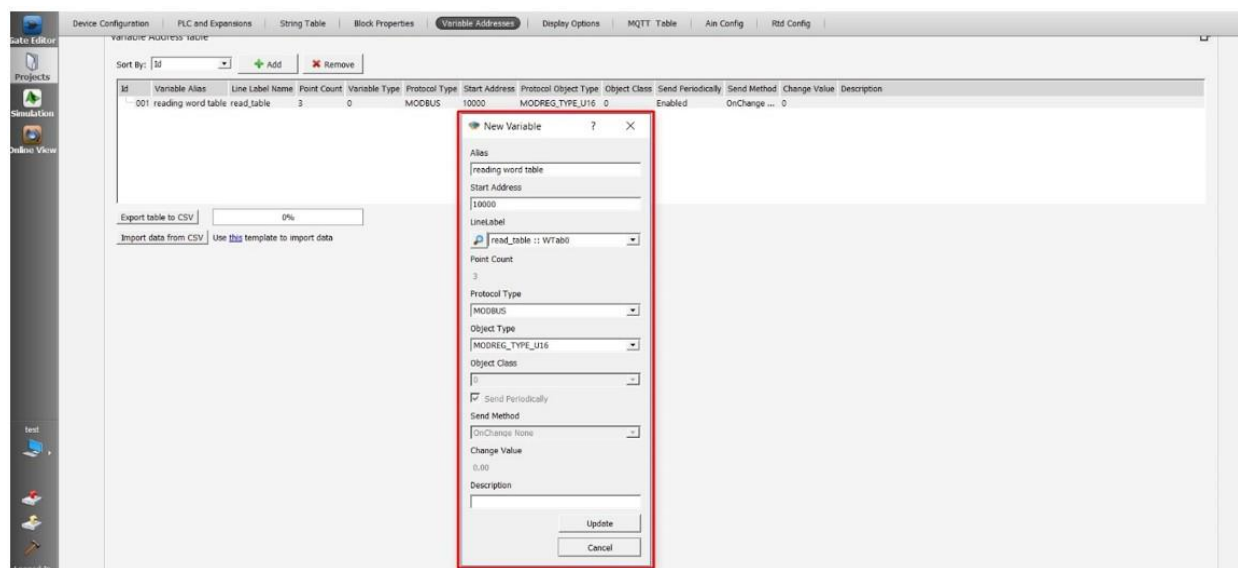 Device Configuration | PLC and Expansions | String Table | Block Properties | Variable Addresses | Display Options | MQTT Table | Ain Config | Rtd Config
Gate Editor
Variable Address Table
Projects
Sort By: Id Add Remove
Id Variable Alias Line Label Name Point Count Variable Type Protocol Type Start Address Protocol Object Type Object Class Send Periodically Send Method Change Value Description
001 reading word table read_table 3 0 MODBUS 10000 MODREG_TYPE_U16 0 Enabled OnChange ... 0
Simulation
Online View
New Variable ? ×
Alias
reading word table
Start Address
10000
LineLabel
read_table :: WTab0
Point Count
3
Protocol Type
MODBUS
Object Type
MODREG_TYPE_U16
Object Class
0
Send Periodically
Send Method
OnChange None
Change Value
0.00
Description
Update
Cancel
Export table to CSV 0%
Import data from CSV Use this template to import data
test